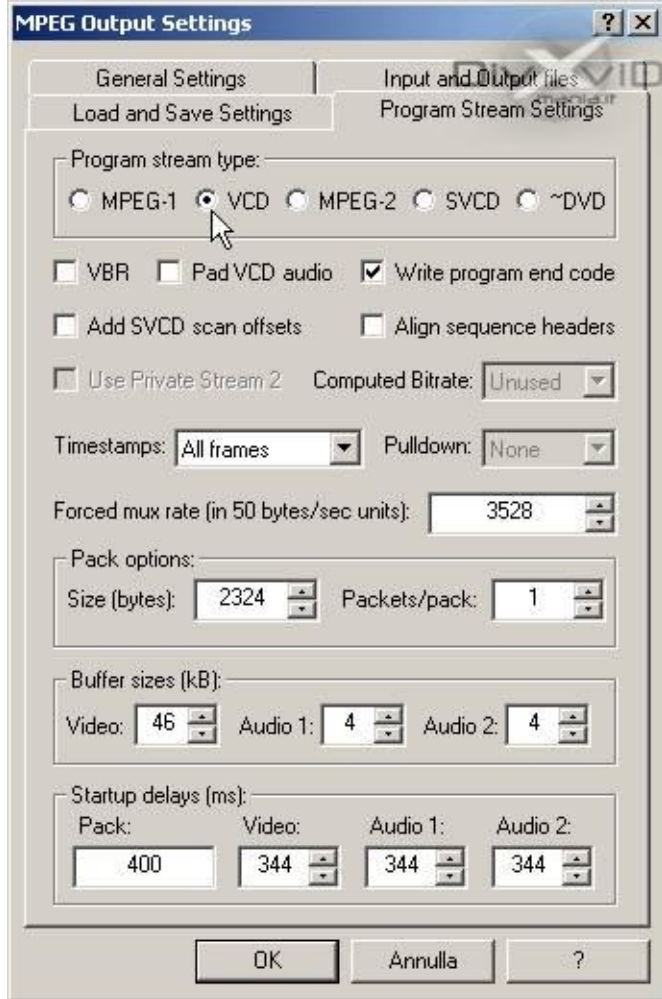 MPEG Output Settings
General Settings
Input and Output files
Load and Save Settings
Program Stream Settings
Program stream type:
MPEG-1 VCD MPEG-2 SVCD ~DVD
VBR Pad VCD audio Write program end code
Add SVCD scan offsets Align sequence headers
Use Private Stream 2 Computed Bitrate: Unused
Timestamps: All frames Pulldown: None
Forced mux rate (in 50 bytes/sec units): 3528
Pack options:
Size (bytes): 2324 Packets/pack: 1
Buffer sizes (kB):
Video: 46 Audio 1: 4 Audio 2: 4
Startup delays (ms):
Pack: Video: Audio 1: Audio 2:
400 344 344 344
OK Annulla ?